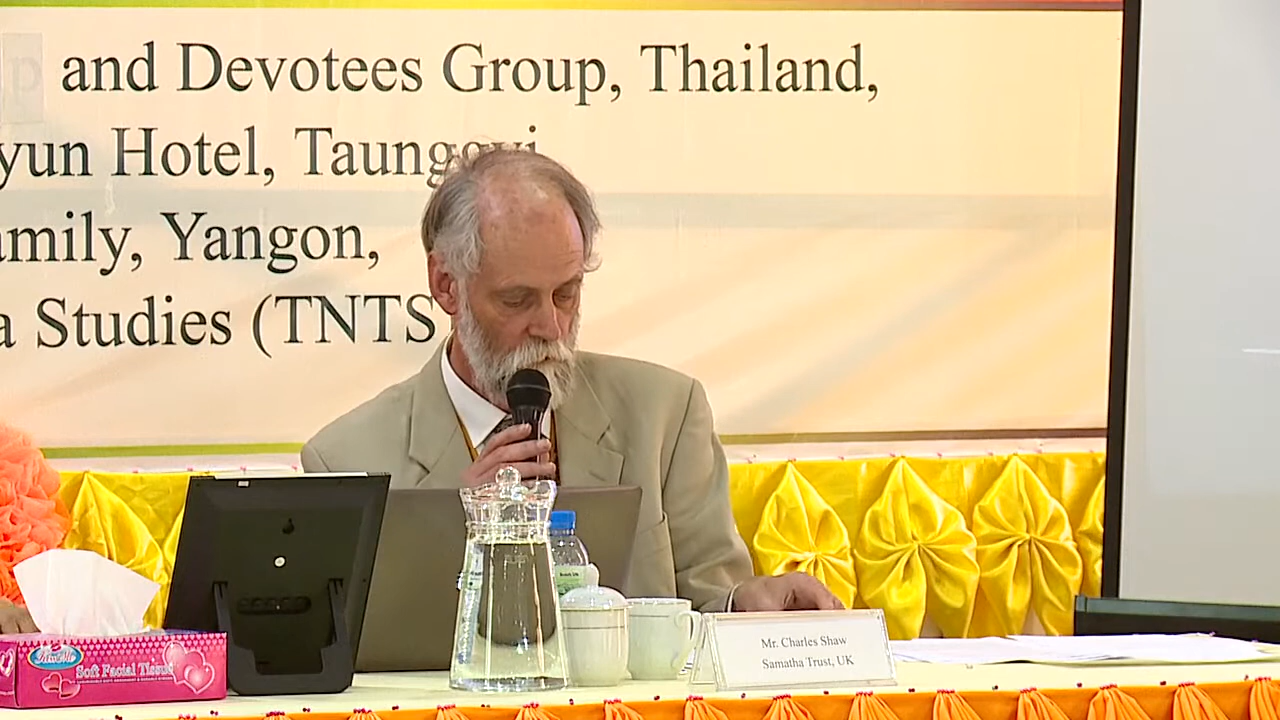 p and Devotees Group, Thailand,
yun Hotel, Taunggyi
amily, Yangon,
a Studies (TNTS
Mr. Charles Shaw
Samatha Trust, UK
Soft Facial Tissue